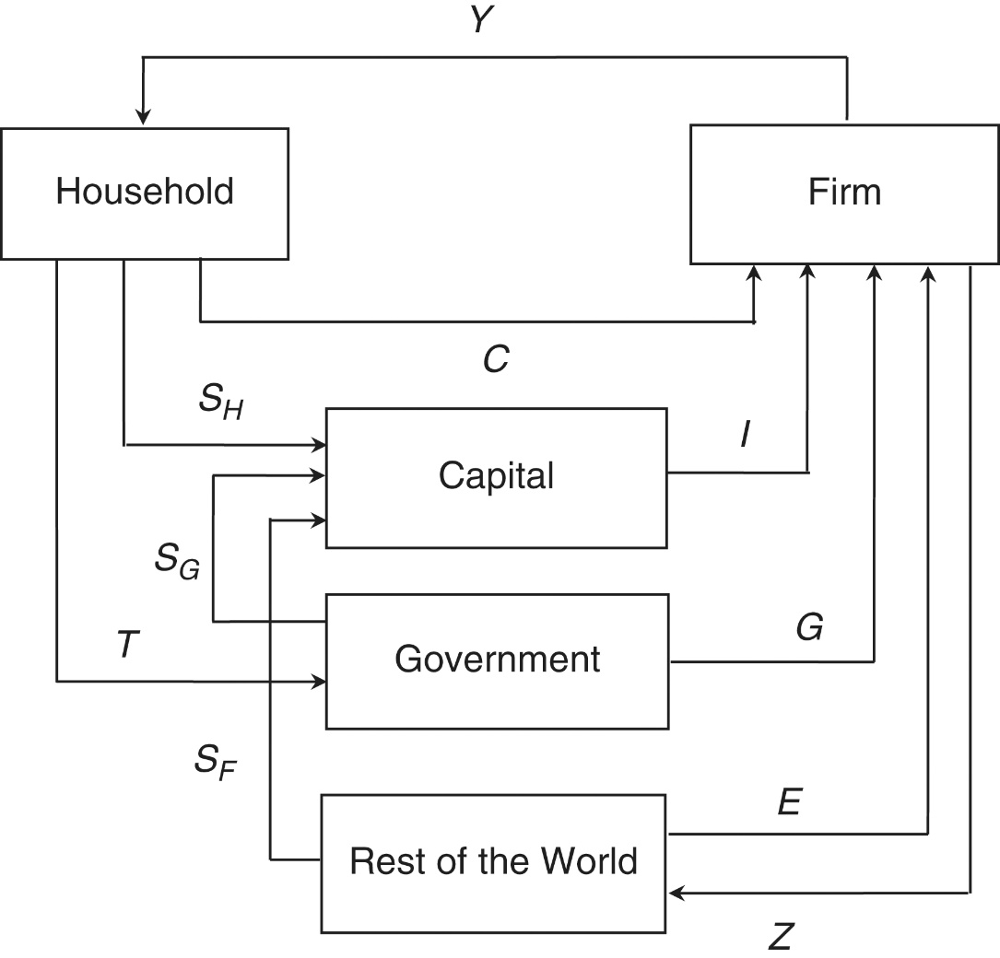 Y
Household
Firm
C
S_H
I
Capital
S_G
G
T
Government
S_F
E
Rest of the World
Z